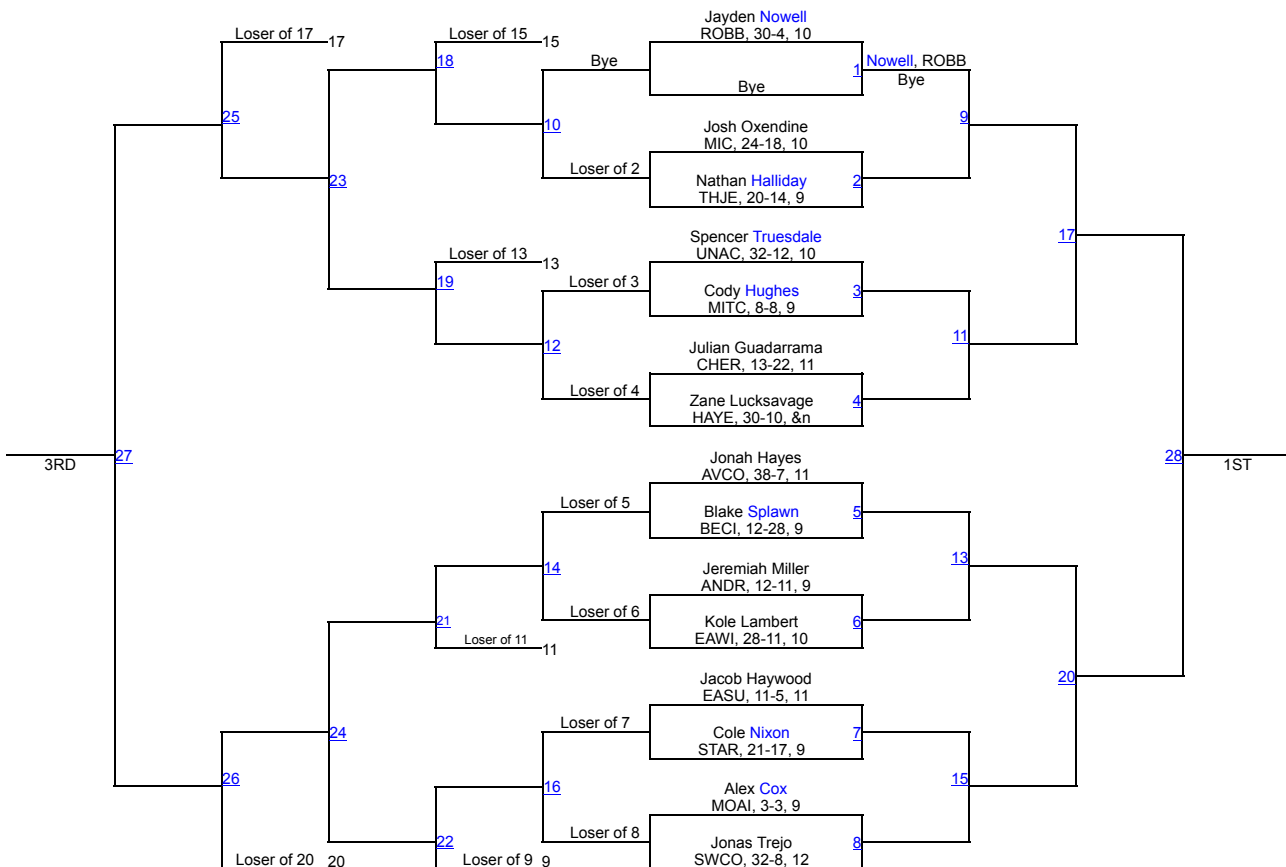 Jayden Nowell
ROBB, 30-4, 10
Loser of 17 17
Loser of 15 15
18
Bye
1
Nowell, ROBB
Bye
Bye
25
10
9
Josh Oxendine
MIC, 24-18, 10
Loser of 2
Nathan Halliday
THJE, 20-14, 9
2
23
Spencer Truesdale
UNAC, 32-12, 10
17
Loser of 13 13
19
Loser of 3
Cody Hughes
MITC, 8-8, 9
3
12
11
Julian Guadarrama
CHER, 13-22, 11
Loser of 4
Zane Lucksavage
HAYE, 30-10, &n
4
27
3RD
28
1ST
Jonah Hayes
AVCO, 38-7, 11
Loser of 5
Blake Splawn
BECI, 12-28, 9
5
14
13
Jeremiah Miller
ANDR, 12-11, 9
Loser of 6
Kole Lambert
EAWI, 28-11, 10
6
21
Loser of 11 11
20
Jacob Haywood
EASU, 11-5, 11
Loser of 7
Cole Nixon
STAR, 21-17, 9
7
24
26
16
15
Alex Cox
MOAI, 3-3, 9
Loser of 8
Jonas Trejo
SWCO, 32-8, 12
8
22
Loser of 20 20
Loser of 9 9